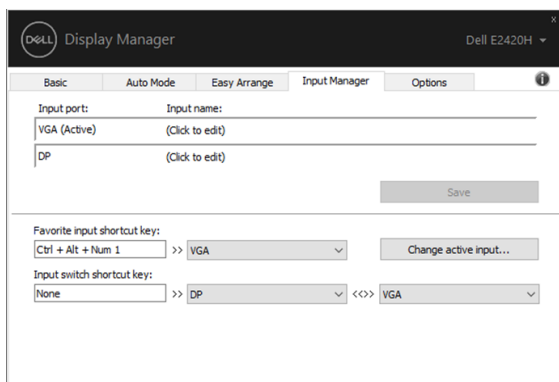 x
DELL Display Manager Dell E2420H
Basic Auto Mode Easy Arrange Input Manager Options i
Input port: Input name:
VGA (Active) (Click to edit)
DP (Click to edit)
Save
Favorite input shortcut key:
Ctrl + Alt + Num 1 >> VGA Change active input...
Input switch shortcut key:
None >> DP <<>> VGA